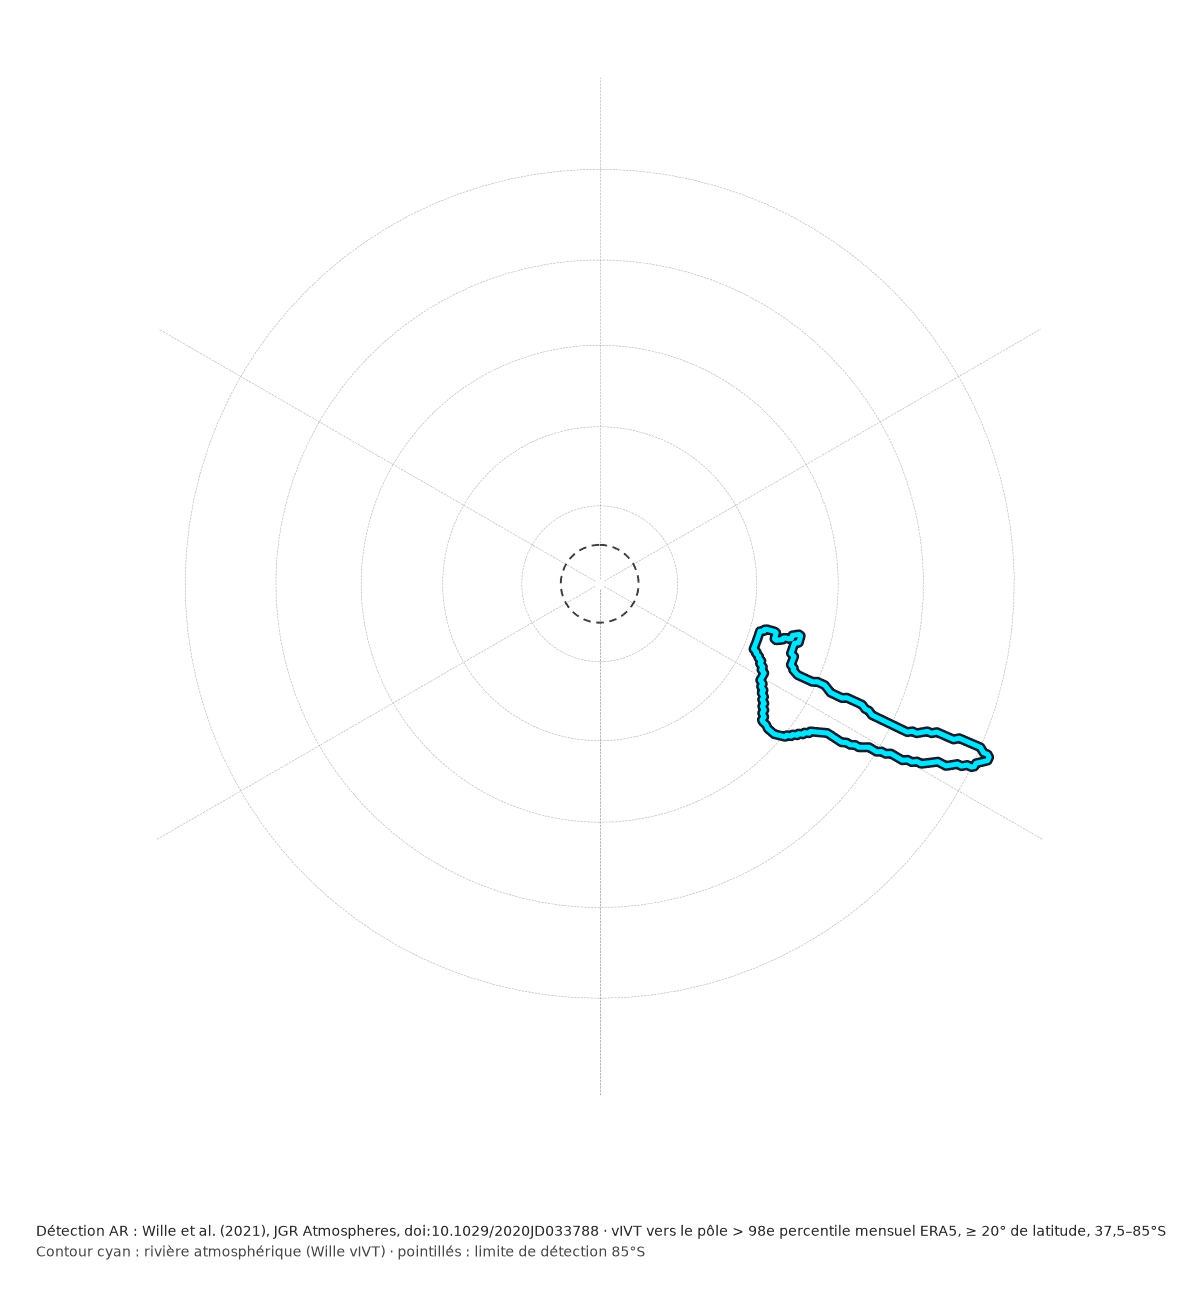 Détection AR : Wille et al. (2021), JGR Atmospheres, doi:10.1029/2020JD033788 · vIVT vers le pôle > 98e percentile mensuel ERA5, ≥ 20° de latitude, 37,5–85°S
Contour cyan : rivière atmosphérique (Wille vIVT) · pointillés : limite de détection 85°S